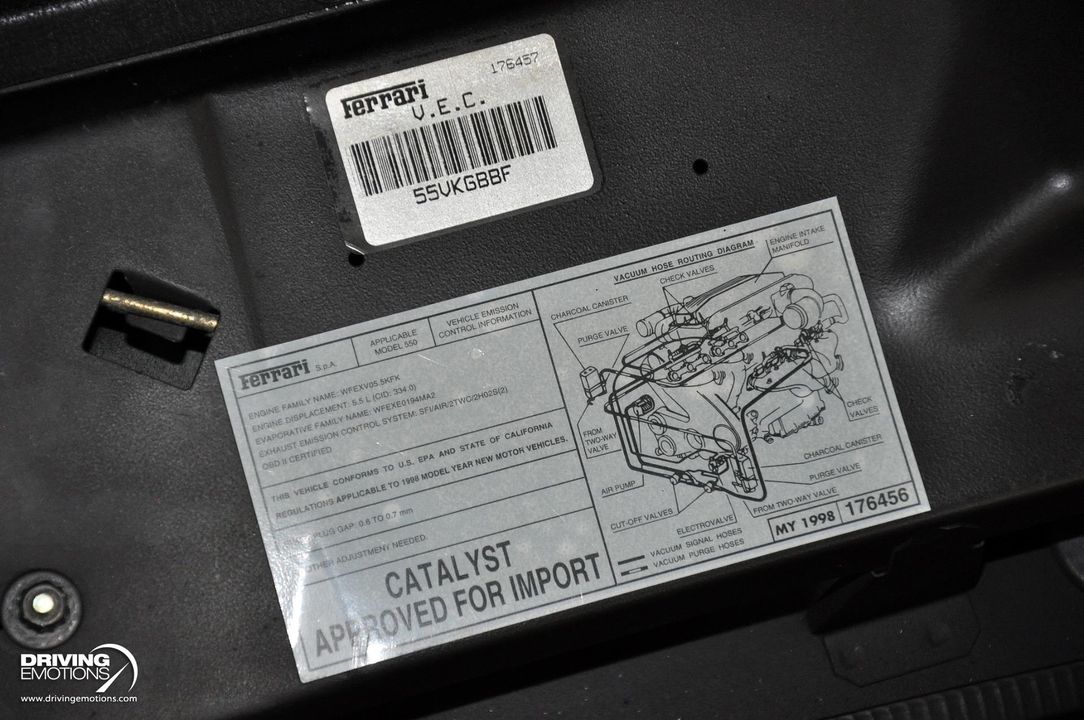 Ferrari
176457
V.E.C.
55VKGBBF
Ferrari S.p.A.
APPLICABLE
MODEL 550
VEHICLE EMISSION
CONTROL INFORMATION
ENGINE FAMILY NAME: WFEXV05.5KFK
ENGINE DISPLACEMENT: 5.5 L (CID: 334.0)
EVAPORATIVE FAMILY NAME: WFEXE0194MA2
EXHAUST EMISSION CONTROL SYSTEM: SFI/AIR/2TWC/2HO2S(2)
OBD II CERTIFIED
THIS VEHICLE CONFORMS TO U.S. EPA AND STATE OF CALIFORNIA
REGULATIONS APPLICABLE TO 1998 MODEL YEAR NEW MOTOR VEHICLES.
PLUG GAP: 0.6 TO 0.7 mm
OTHER ADJUSTMENT NEEDED.
CATALYST
APPROVED FOR IMPORT
VACUUM HOSE ROUTING DIAGRAM
ENGINE INTAKE
MANIFOLD
CHECK VALVES
CHARCOAL CANISTER
PURGE VALVE
FROM
TWO-WAY
VALVE
AIR PUMP
CUT-OFF VALVES
ELECTROVALVE
CHECK
VALVES
CHARCOAL CANISTER
PURGE VALVE
FROM TWO-WAY VALVE
VACUUM SIGNAL HOSES
VACUUM PURGE HOSES
MY 1998
176456
DRIVING
EMOTIONS
www.drivingemotions.com